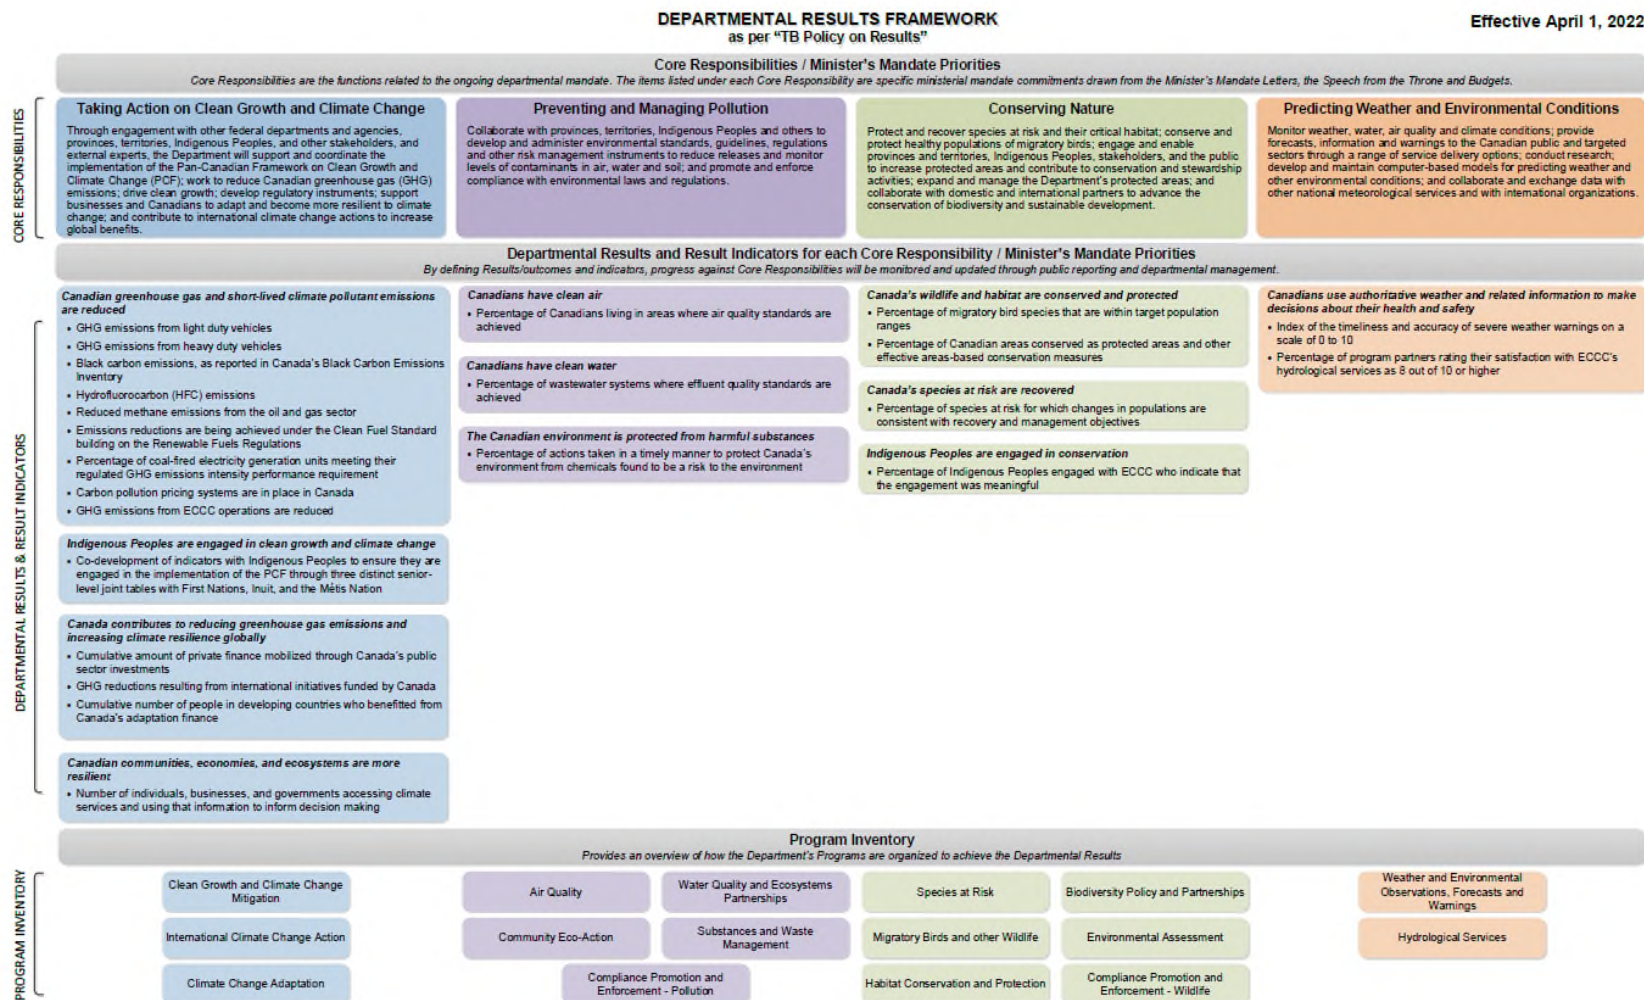 DEPARTMENTAL RESULTS FRAMEWORK
as per “TB Policy on Results”
Effective April 1, 2022
Core Responsibilities / Minister's Mandate Priorities
Core Responsibilities are the functions related to the ongoing departmental mandate. The items listed under each Core Responsibility are specific ministerial mandate commitments drawn from the Minister's Mandate Letters, the Speech from the Throne and Budgets.
CORE RESPONSIBILITIES
Taking Action on Clean Growth and Climate Change
Through engagement with other federal departments and agencies,
provinces, territories, Indigenous Peoples, and other stakeholders, and
external experts, the Department will support and coordinate the
implementation of the Pan-Canadian Framework on Clean Growth and
Climate Change (PCF); work to reduce Canadian greenhouse gas (GHG)
emissions; drive clean growth; develop regulatory instruments; support
businesses and Canadians to adapt and become more resilient to climate
change; and contribute to international climate change actions to increase
global benefits.
Preventing and Managing Pollution
Collaborate with provinces, territories, Indigenous Peoples and others to
develop and administer environmental standards, guidelines, regulations
and other risk management instruments to reduce releases and monitor
levels of contaminants in air, water and soil; and promote and enforce
compliance with environmental laws and regulations.
Conserving Nature
Protect and recover species at risk and their critical habitat; conserve and
protect healthy populations of migratory birds; engage and enable
provinces and territories, Indigenous Peoples, stakeholders, and the public
to increase protected areas and contribute to conservation and stewardship
activities; expand and manage the Department's protected areas; and
collaborate with domestic and international partners to advance the
conservation of biodiversity and sustainable development.
Predicting Weather and Environmental Conditions
Monitor weather, water, air quality and climate conditions; provide
forecasts, information and warnings to the Canadian public and targeted
sectors through a range of service delivery options; conduct research;
develop and maintain computer-based models for predicting weather and
other environmental conditions; and collaborate and exchange data with
other national meteorological services and with international organizations.
Departmental Results and Result Indicators for each Core Responsibility / Minister's Mandate Priorities
By defining Results/outcomes and indicators, progress against Core Responsibilities will be monitored and updated through public reporting and departmental management.
DEPARTMENTAL RESULTS & RESULT INDICATORS
Canadian greenhouse gas and short-lived climate pollutant emissions
are reduced
• GHG emissions from light duty vehicles
• GHG emissions from heavy duty vehicles
• Black carbon emissions, as reported in Canada's Black Carbon Emissions
Inventory
• Hydrofluorocarbon (HFC) emissions
• Reduced methane emissions from the oil and gas sector
• Emissions reductions are being achieved under the Clean Fuel Standard
building on the Renewable Fuels Regulations
• Percentage of coal-fired electricity generation units meeting their
regulated GHG emissions intensity performance requirement
• Carbon pollution pricing systems are in place in Canada
• GHG emissions from ECCC operations are reduced
Indigenous Peoples are engaged in clean growth and climate change
• Co-development of indicators with Indigenous Peoples to ensure they are
engaged in the implementation of the PCF through three distinct senior-
level joint tables with First Nations, Inuit, and the Métis Nation
Canada contributes to reducing greenhouse gas emissions and
increasing climate resilience globally
• Cumulative amount of private finance mobilized through Canada's public
sector investments
• GHG reductions resulting from international initiatives funded by Canada
• Cumulative number of people in developing countries who benefitted from
Canada's adaptation finance
Canadian communities, economies, and ecosystems are more
resilient
• Number of individuals, businesses, and governments accessing climate
services and using that information to inform decision making
Canadians have clean air
• Percentage of Canadians living in areas where air quality standards are
achieved
Canadians have clean water
• Percentage of wastewater systems where effluent quality standards are
achieved
The Canadian environment is protected from harmful substances
• Percentage of actions taken in a timely manner to protect Canada's
environment from chemicals found to be a risk to the environment
Canada's wildlife and habitat are conserved and protected
• Percentage of migratory bird species that are within target population
ranges
• Percentage of Canadian areas conserved as protected areas and other
effective areas-based conservation measures
Canada's species at risk are recovered
• Percentage of species at risk for which changes in populations are
consistent with recovery and management objectives
Indigenous Peoples are engaged in conservation
• Percentage of Indigenous Peoples engaged with ECCC who indicate that
the engagement was meaningful
Canadians use authoritative weather and related information to make
decisions about their health and safety
• Index of the timeliness and accuracy of severe weather warnings on a
scale of 0 to 10
• Percentage of program partners rating their satisfaction with ECCC's
hydrological services as 8 out of 10 or higher
Program Inventory
Provides an overview of how the Department's Programs are organized to achieve the Departmental Results
PROGRAM INVENTORY
Clean Growth and Climate Change
Mitigation
International Climate Change Action
Climate Change Adaptation
Air Quality
Water Quality and Ecosystems
Partnerships
Community Eco-Action
Substances and Waste
Management
Compliance Promotion and
Enforcement - Pollution
Species at Risk
Biodiversity Policy and Partnerships
Migratory Birds and other Wildlife
Environmental Assessment
Habitat Conservation and Protection
Compliance Promotion and
Enforcement - Wildlife
Weather and Environmental
Observations, Forecasts and
Warnings
Hydrological Services